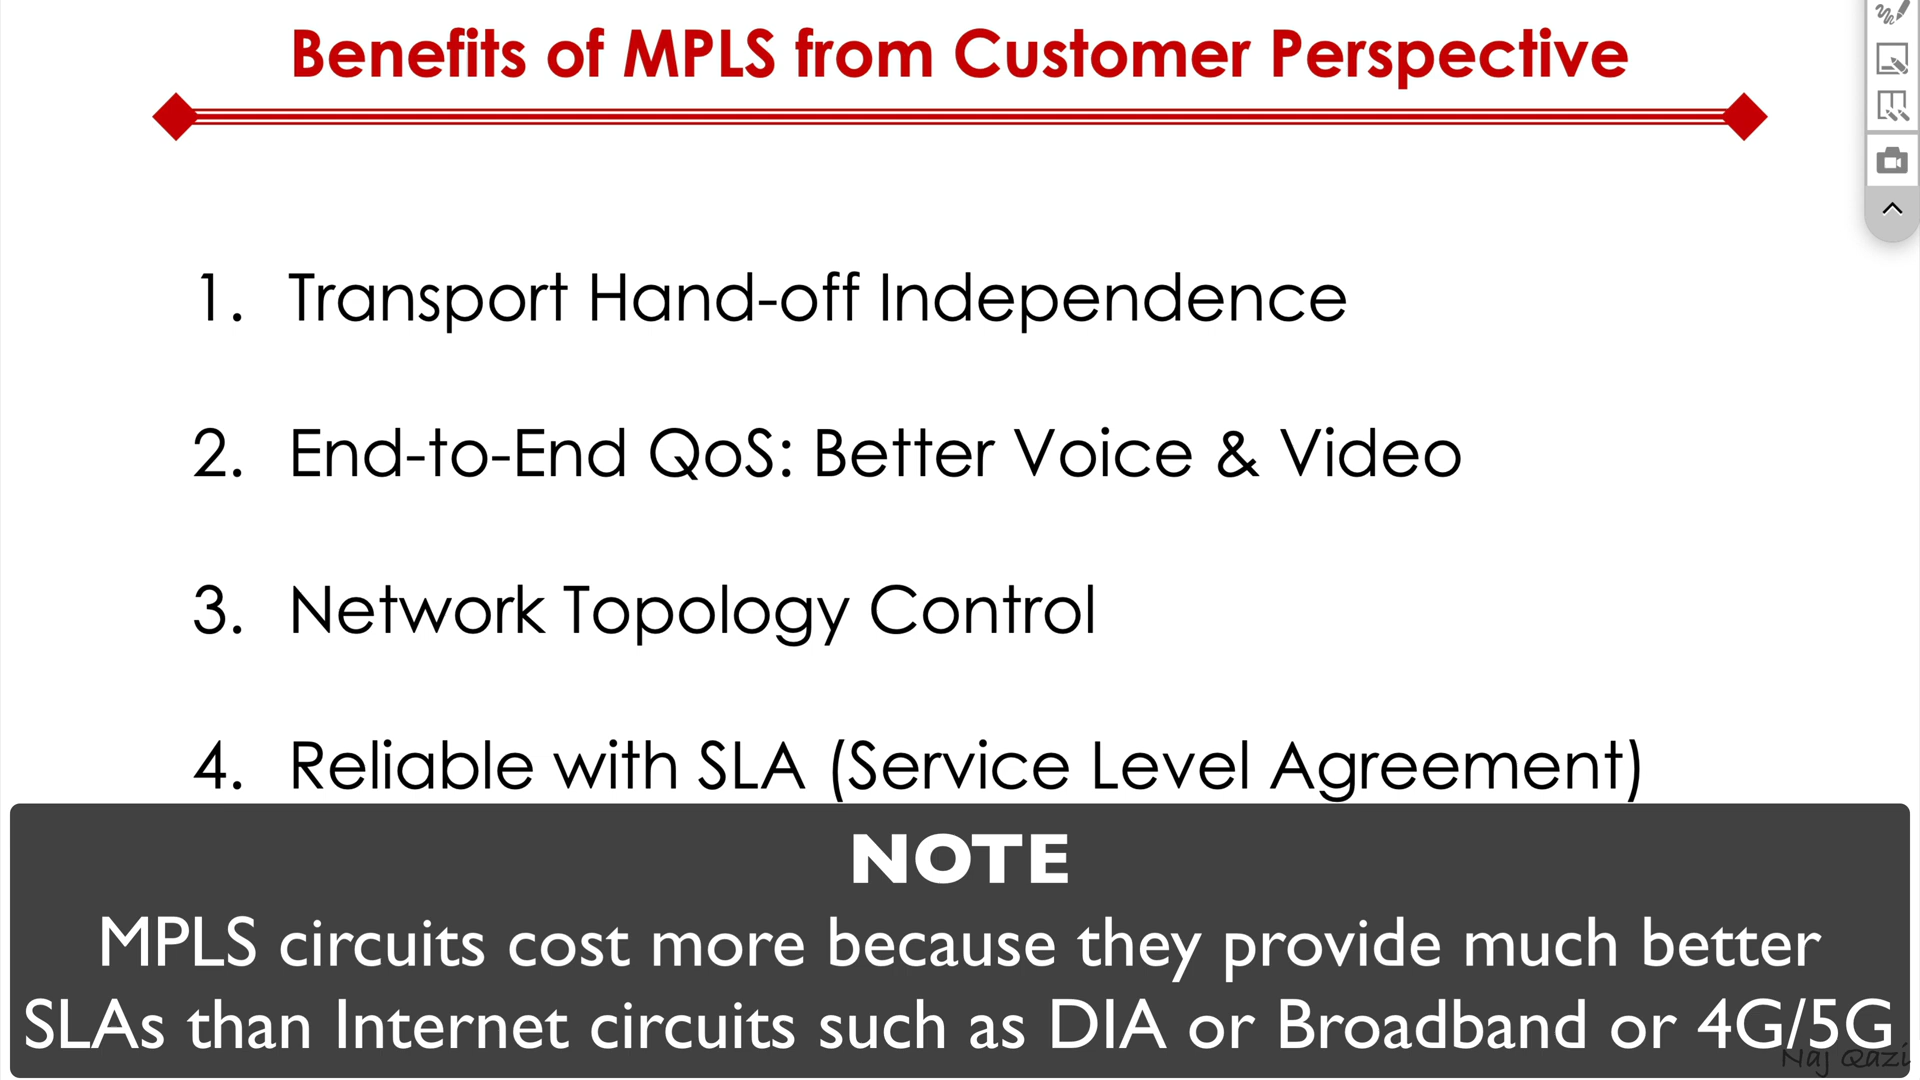 Benefits of MPLS from Customer Perspective
1. Transport Hand-off Independence
2. End-to-End QoS: Better Voice & Video
3. Network Topology Control
4. Reliable with SLA (Service Level Agreement)
NOTE
MPLS circuits cost more because they provide much better
SLAs than Internet circuits such as DIA or Broadband or 4G/5G
Naj Qazi